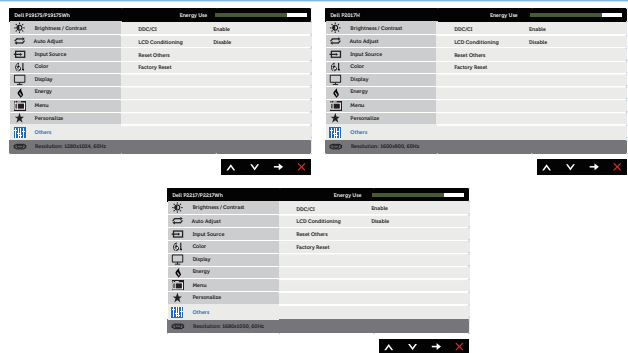 Dell P1917S/P1917SWh Energy Use
Brightness / Contrast DDC/CI Enable
Auto Adjust LCD Conditioning Disable
Input Source Reset Others
Color Factory Reset
Display
Energy
Menu
Personalize
Others
Resolution: 1280x1024, 60Hz
Dell P2017H Energy Use
Brightness / Contrast DDC/CI Enable
Auto Adjust LCD Conditioning Disable
Input Source Reset Others
Color Factory Reset
Display
Energy
Menu
Personalize
Others
Resolution: 1600x900, 60Hz
Dell P2217/P2217Wh Energy Use
Brightness / Contrast DDC/CI Enable
Auto Adjust LCD Conditioning Disable
Input Source Reset Others
Color Factory Reset
Display
Energy
Menu
Personalize
Others
Resolution: 1680x1050, 60Hz